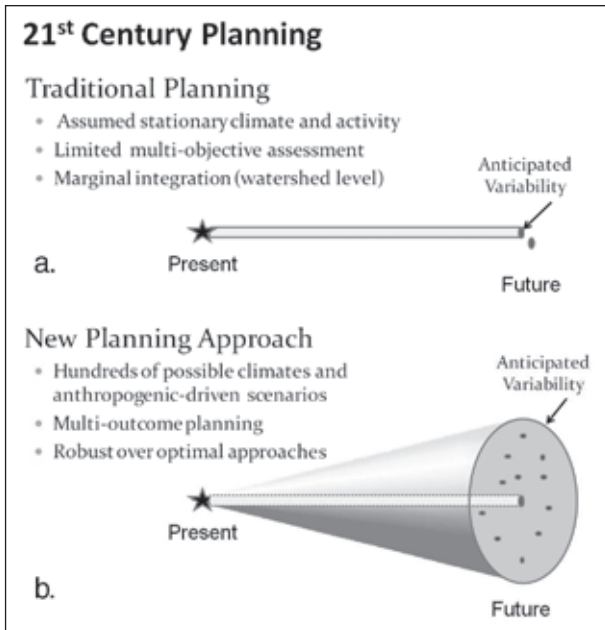 21st Century Planning
Traditional Planning
• Assumed stationary climate and activity
• Limited multi-objective assessment
• Marginal integration (watershed level)
Anticipated
Variability
Present
a.
Future
New Planning Approach
• Hundreds of possible climates and
anthropogenic-driven scenarios
• Multi-outcome planning
• Robust over optimal approaches
Anticipated
Variability
Present
b.
Future